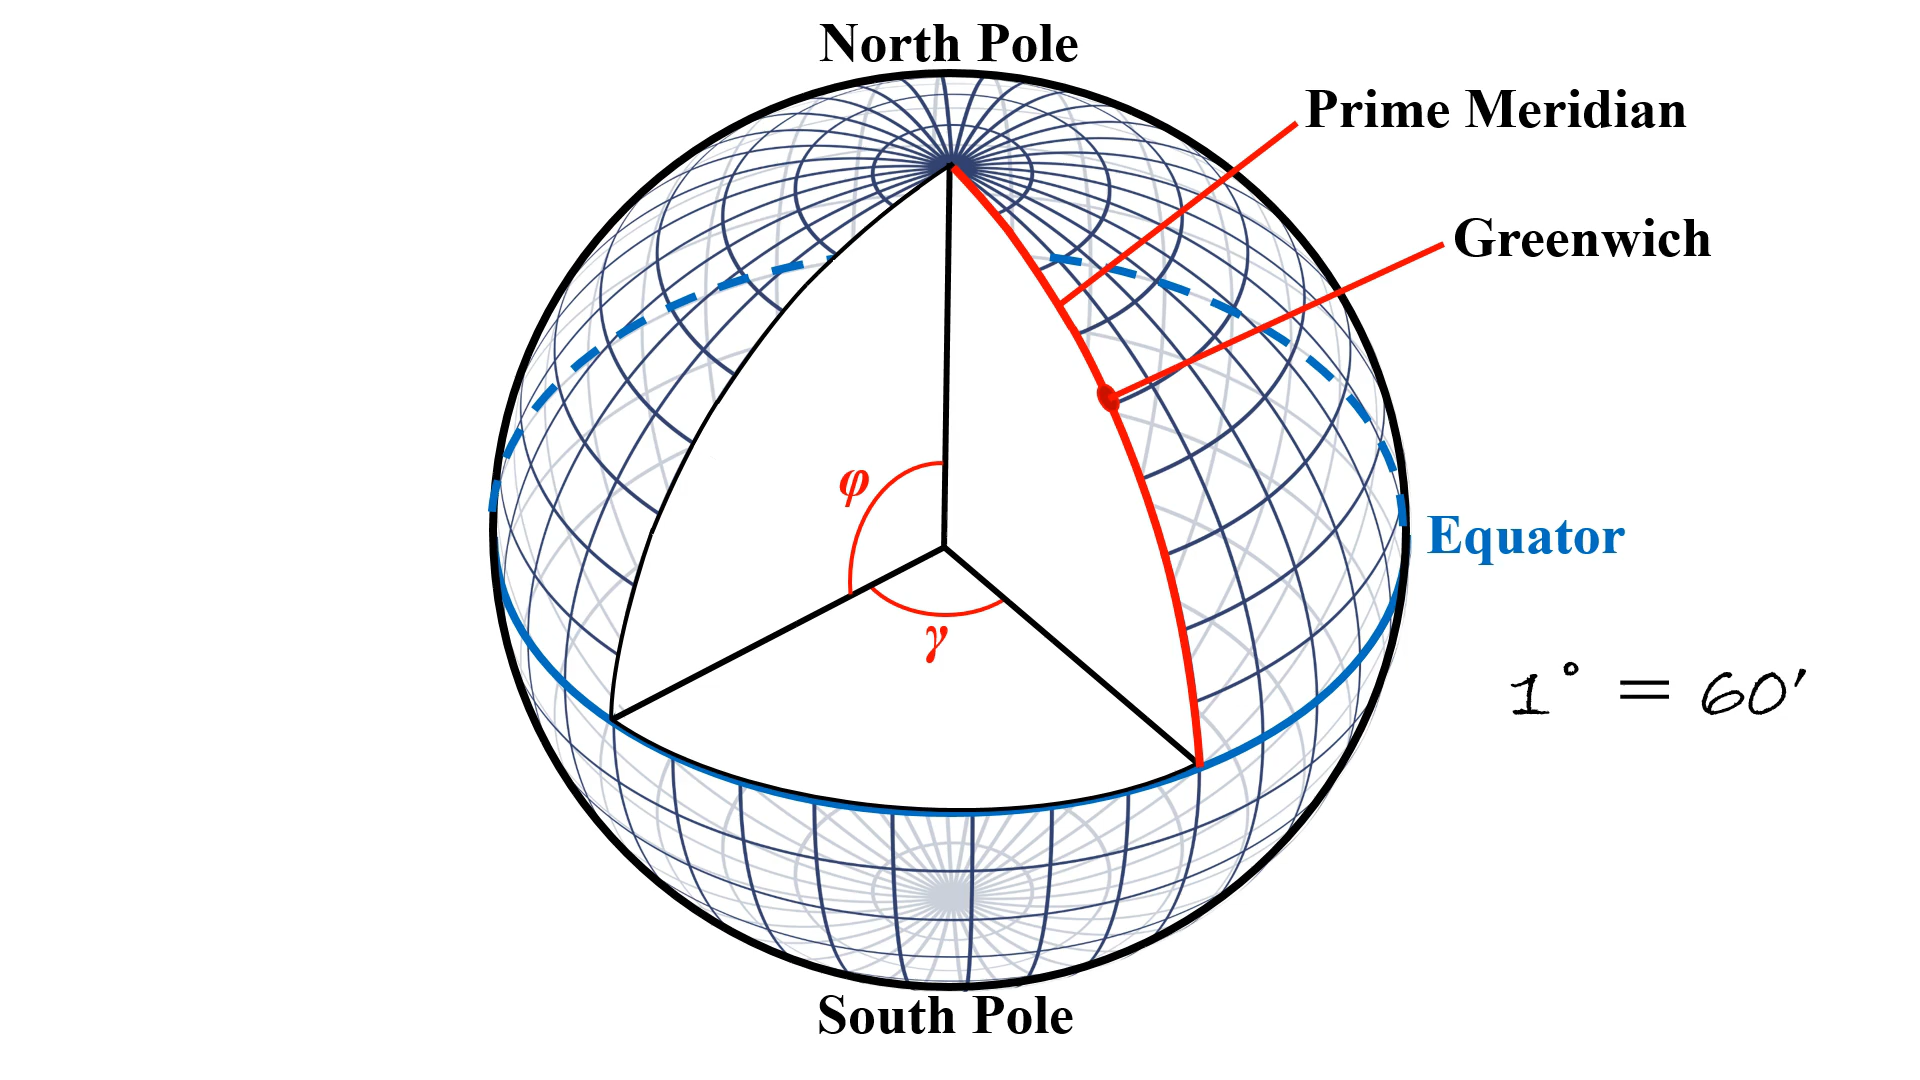 North Pole
Prime Meridian
Greenwich
φ
Equator
γ
1° = 60′
South Pole